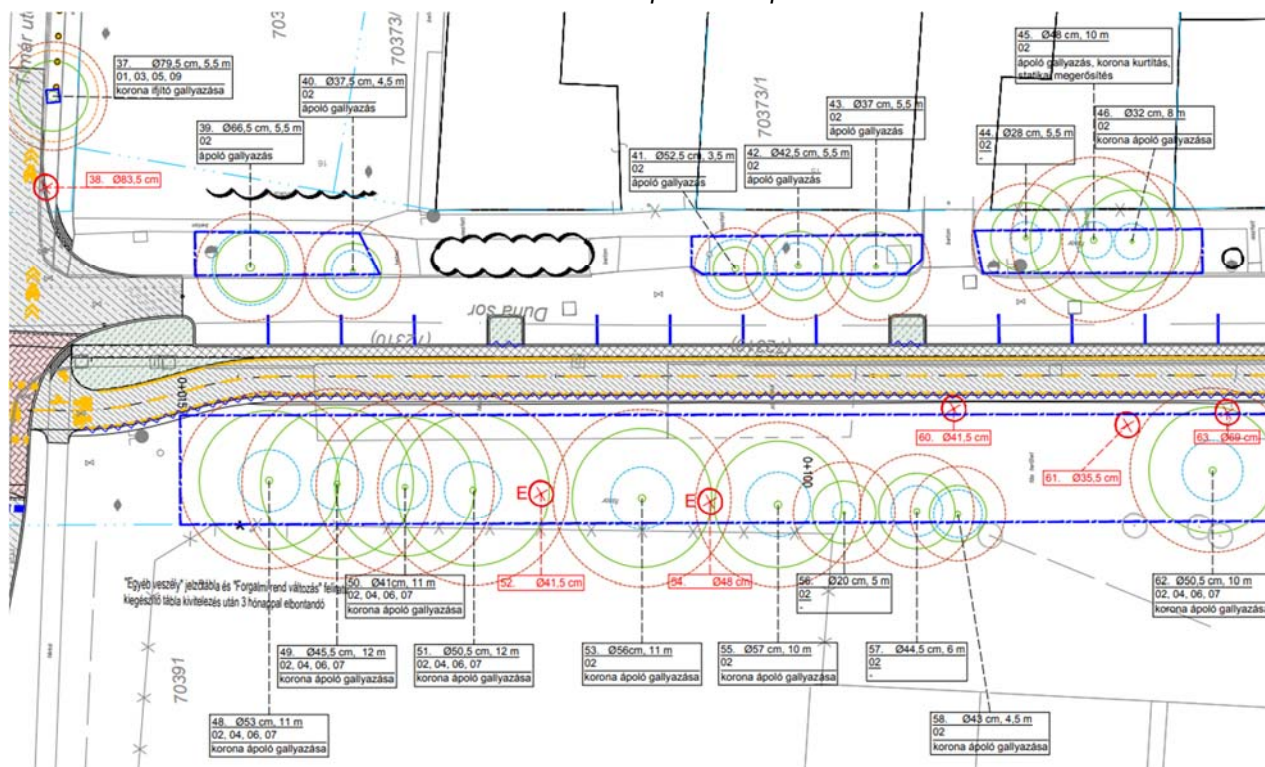 Tímár utca
7037
70373/
70373/1
37. Ø79,5 cm, 5,5 m
01, 03, 05, 09
korona ifjító gallyazása
40. Ø37,5 cm, 4,5 m
02
ápoló gallyazás
39. Ø66,5 cm, 5,5 m
02
ápoló gallyazás
38. Ø83,5 cm
41. Ø52,5 cm, 3,5 m
02
ápoló gallyazás
42. Ø42,5 cm, 5,5 m
02
ápoló gallyazás
43. Ø37 cm, 5,5 m
02
ápoló gallyazás
44. Ø28 cm, 5,5 m
02
-
45. Ø48 cm, 10 m
02
ápoló gallyazás, korona kurtítás,
statikai megerősítés
46. Ø32 cm, 8 m
02
korona ápoló gallyazása
Duna sor
(72310)
(72310)
0+015
0+100
60. Ø41,5 cm
61. Ø35,5 cm
63. Ø69 cm
E
E
52. Ø41,5 cm
54. Ø48 cm
"Egyéb veszély" jelzőtábla és "Forgalmi rend változás" feliratú
kiegészítő tábla kivitelezés után 3 hónappal elbontandó
50. Ø41cm, 11 m
02, 04, 06, 07
korona ápoló gallyazása
56. Ø20 cm, 5 m
02
-
62. Ø50,5 cm, 10 m
02, 04, 06, 07
korona ápoló gallyazása
49. Ø45,5 cm, 12 m
02, 04, 06, 07
korona ápoló gallyazása
51. Ø50,5 cm, 12 m
02, 04, 06, 07
korona ápoló gallyazása
53. Ø56cm, 11 m
02
korona ápoló gallyazása
55. Ø57 cm, 10 m
02
korona ápoló gallyazása
57. Ø44,5 cm, 6 m
02
-
70391
48. Ø53 cm, 11 m
02, 04, 06, 07
korona ápoló gallyazása
58. Ø43 cm, 4,5 m
02
korona ápoló gallyazása